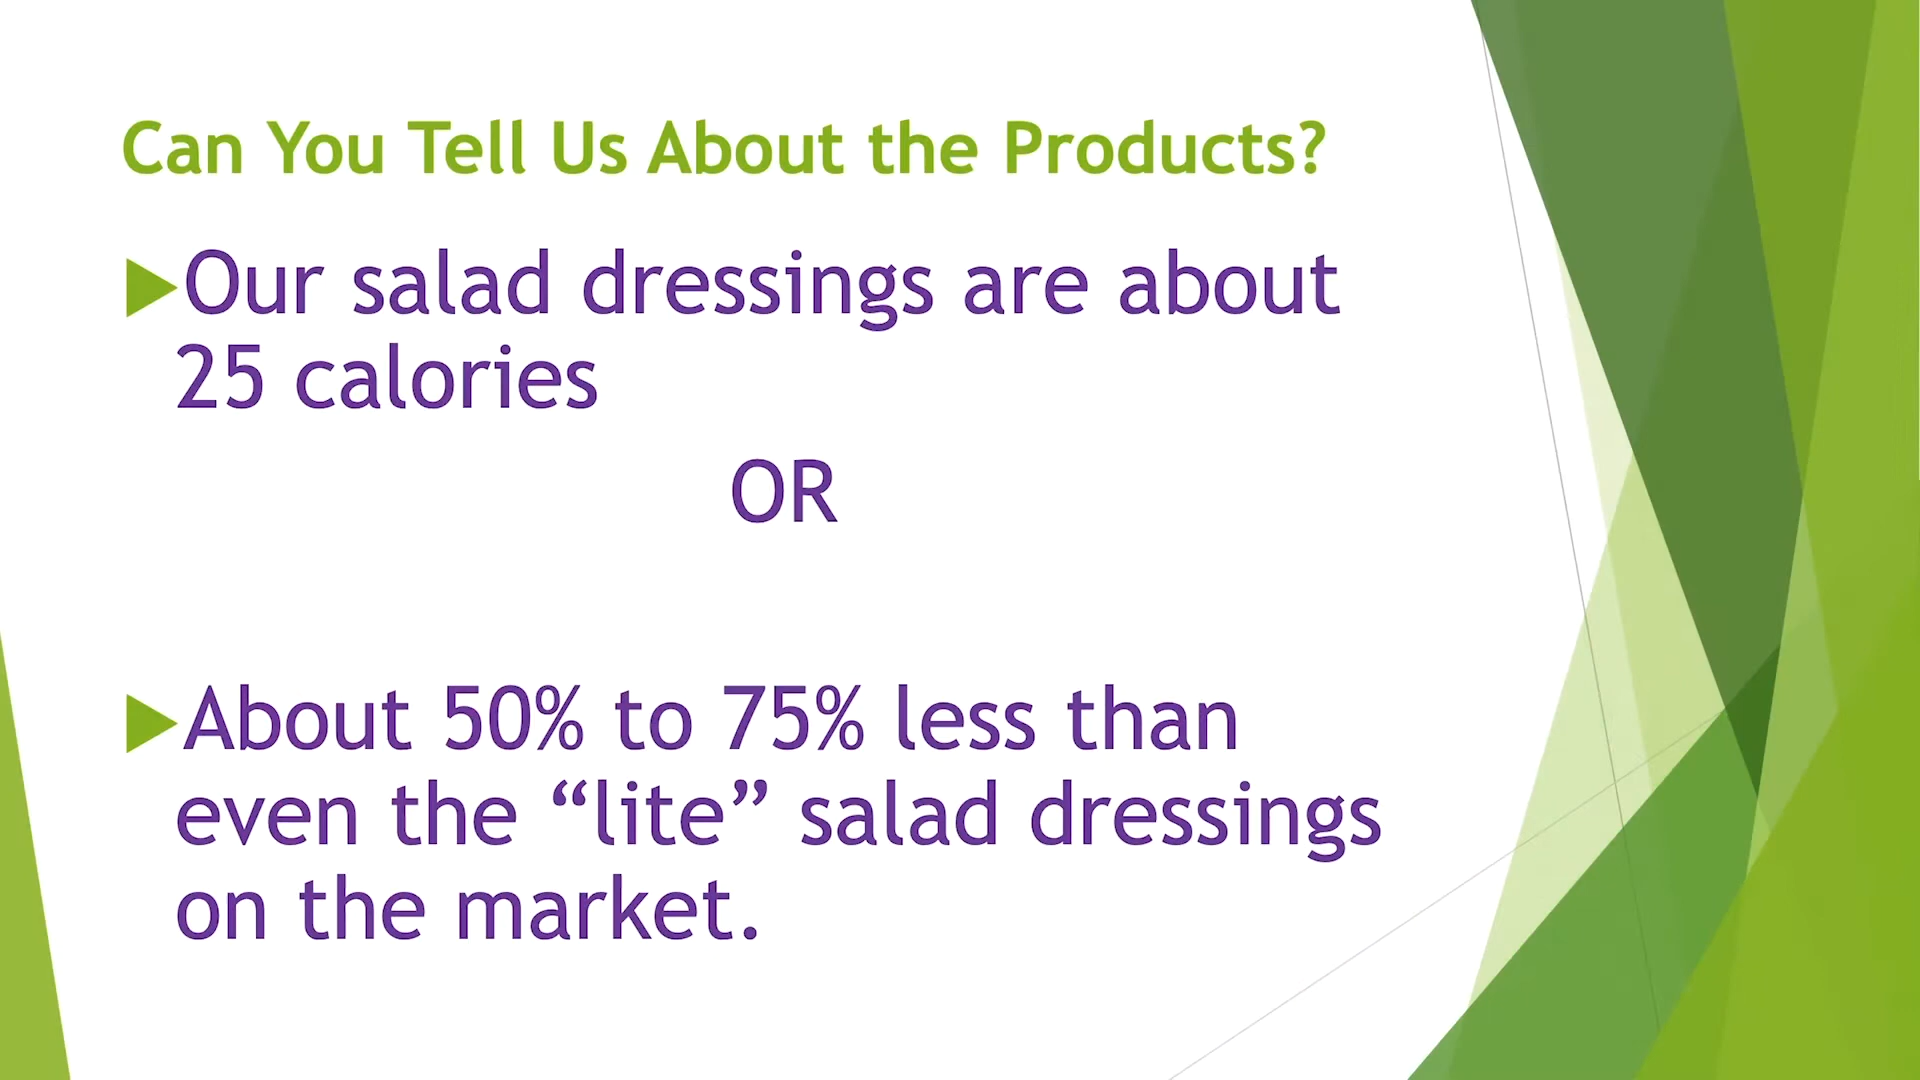 Can You Tell Us About the Products?
Our salad dressings are about
25 calories
OR
About 50% to 75% less than
even the “lite” salad dressings
on the market.